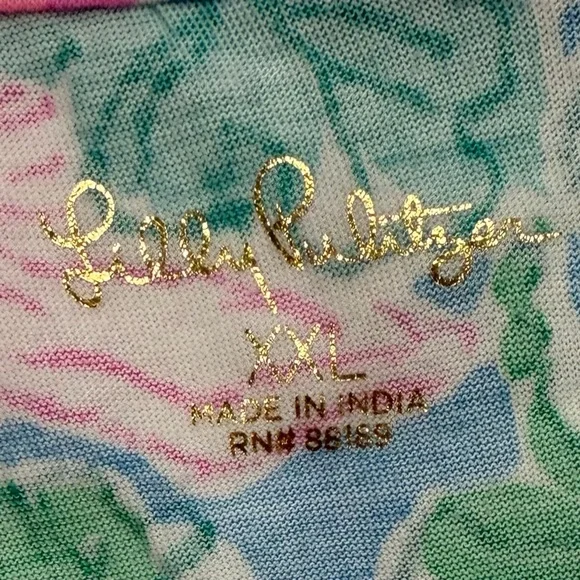 Lilly Pulitzer
XXL
MADE IN INDIA
RN# 88189